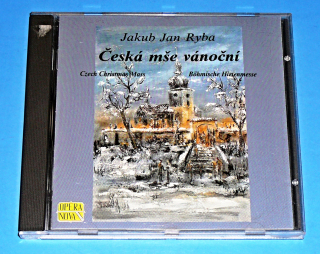 Jakub Jan Ryba
Česká mše vánoční
Czech Christmas Mass
Böhmische Hirtenmesse
OPERA
NOVA